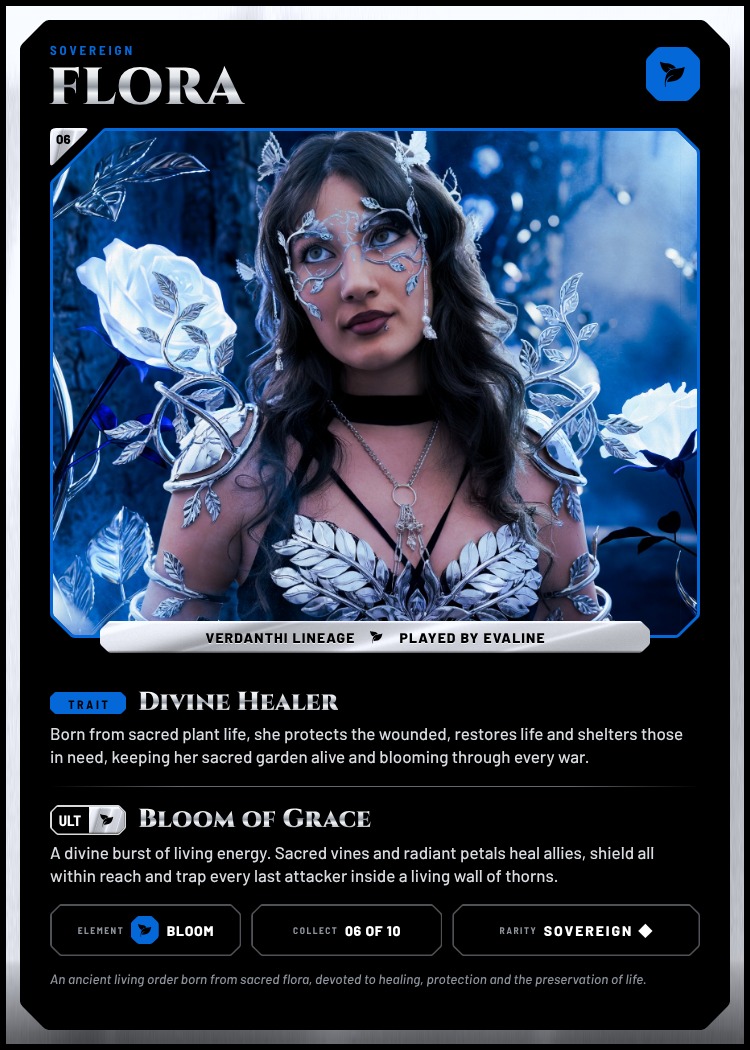 SOVEREIGN
FLORA
06
VERDANTHI LINEAGE PLAYED BY EVALINE
TRAIT DIVINE HEALER
Born from sacred plant life, she protects the wounded, restores life and shelters those
in need, keeping her sacred garden alive and blooming through every war.
ULT BLOOM OF GRACE
A divine burst of living energy. Sacred vines and radiant petals heal allies, shield all
within reach and trap every last attacker inside a living wall of thorns.
ELEMENT BLOOM COLLECT 06 OF 10 RARITY SOVEREIGN ◆
An ancient living order born from sacred flora, devoted to healing, protection and the preservation of life.